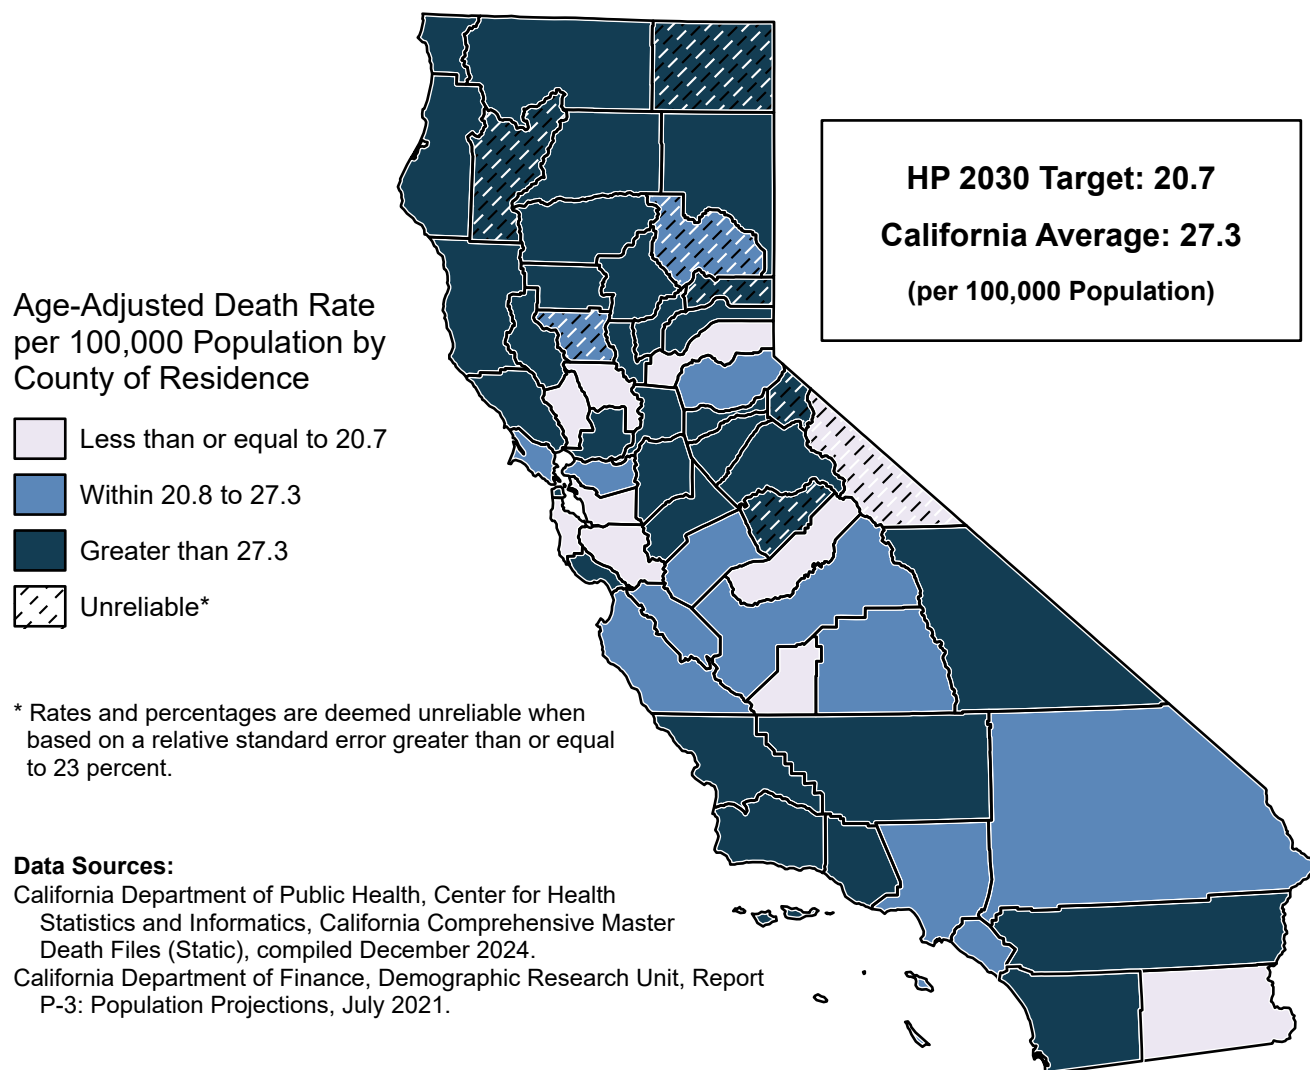 HP 2030 Target: 20.7
California Average: 27.3
(per 100,000 Population)
Age-Adjusted Death Rate
per 100,000 Population by
County of Residence
Less than or equal to 20.7
Within 20.8 to 27.3
Greater than 27.3
Unreliable*
* Rates and percentages are deemed unreliable when
based on a relative standard error greater than or equal
to 23 percent.
Data Sources:
California Department of Public Health, Center for Health
Statistics and Informatics, California Comprehensive Master
Death Files (Static), compiled December 2024.
California Department of Finance, Demographic Research Unit, Report
P-3: Population Projections, July 2021.